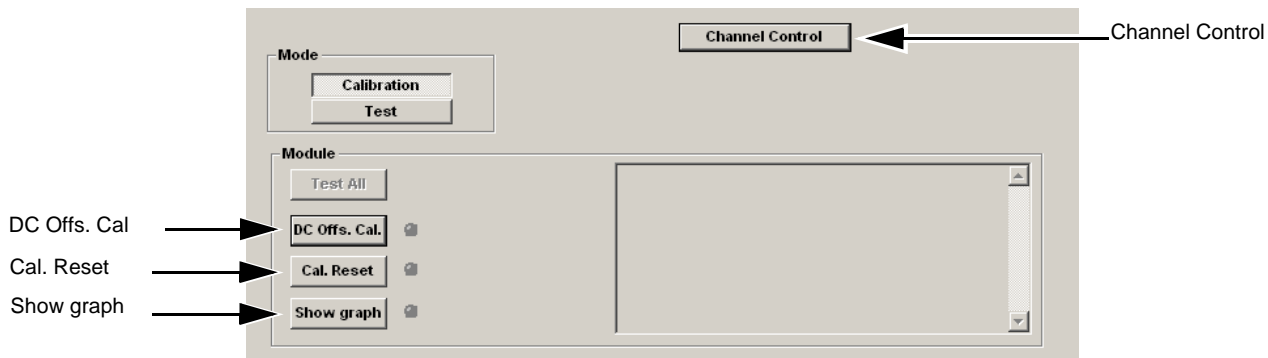 Channel Control
Channel Control
Mode
Calibration
Test
Module
Test All
DC Offs. Cal
DC Offs. Cal.
Cal. Reset
Cal. Reset
Show graph
Show graph